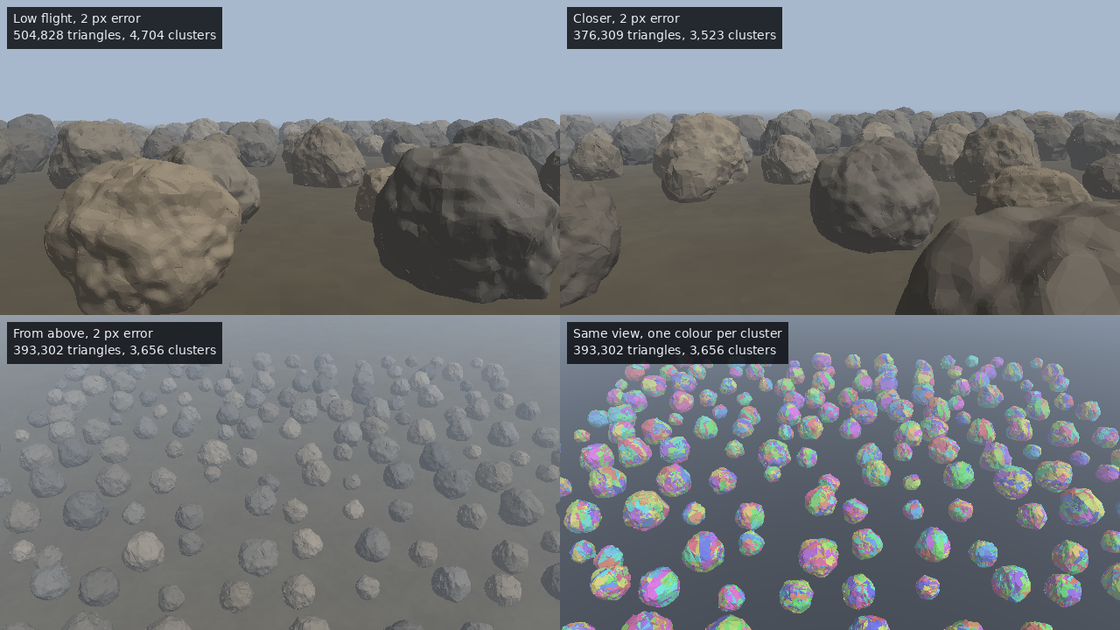 Low flight, 2 px error
504,828 triangles, 4,704 clusters
Closer, 2 px error
376,309 triangles, 3,523 clusters
From above, 2 px error
393,302 triangles, 3,656 clusters
Same view, one colour per cluster
393,302 triangles, 3,656 clusters